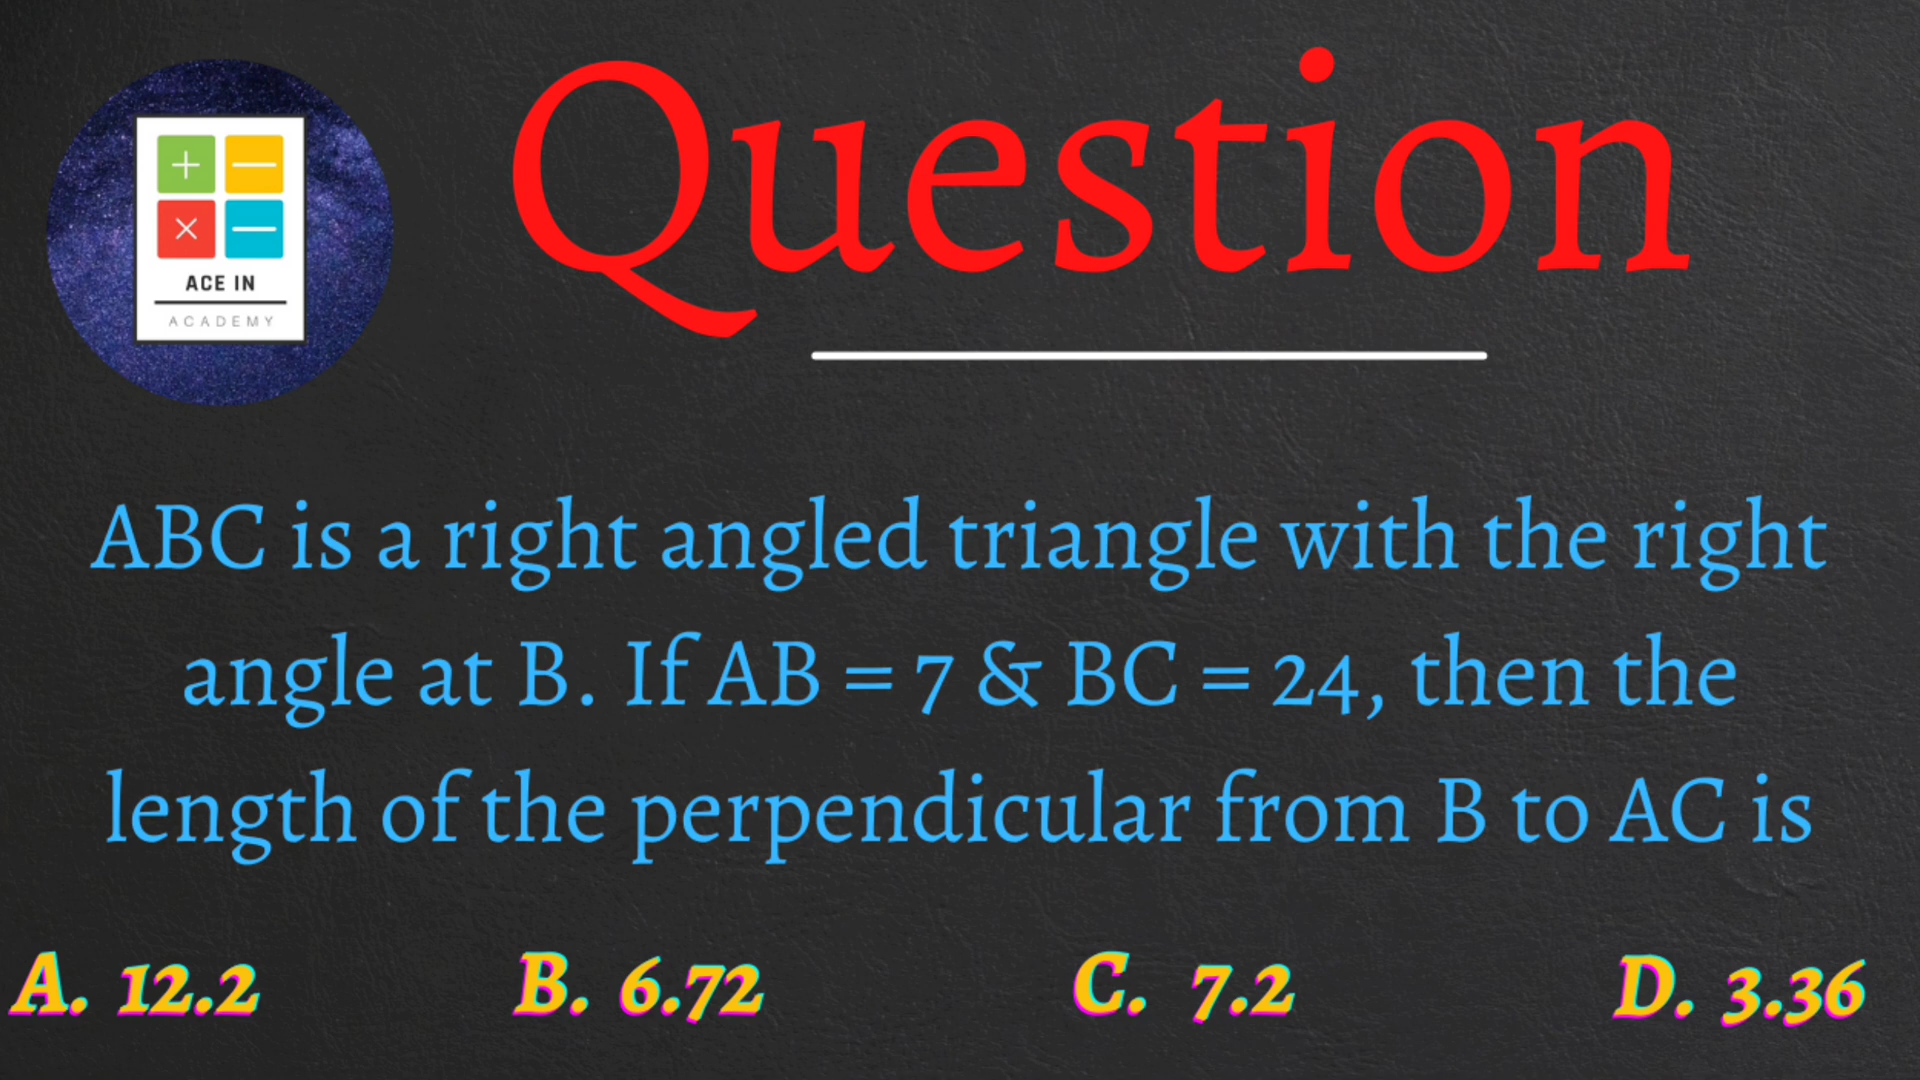 Question
+ —
× —
ACE IN
ACADEMY
ABC is a right angled triangle with the right
angle at B. If AB = 7 & BC = 24, then the
length of the perpendicular from B to AC is
A. 12.2 B. 6.72 C. 7.2 D. 3.36